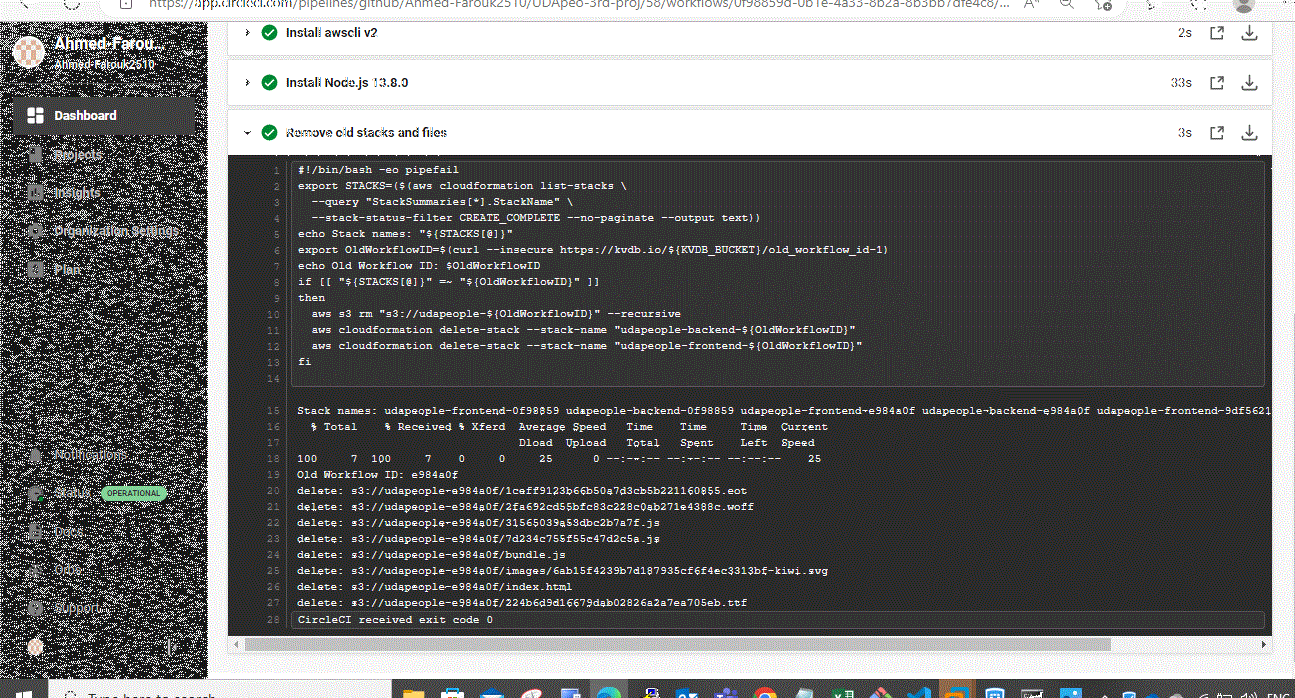 https://app.circleci.com/pipelines/github/Ahmed-Farouk2510/UDApeo-3rd-proj/58/workflows/0f98859d-0b1e-4a33-8b2a-8b3bb7dfe4c8/...
Ahmed-Farou...
Ahmed-Farouk2510
Dashboard
Projects
Insights
Organization Settings
Plan
Notifications
Status OPERATIONAL
Docs
Orbs
Support
Install awscli v2 2s
Install Node.js 13.8.0 33s
Remove old stacks and files 3s
1 #!/bin/bash -eo pipefail
2 export STACKS=($(aws cloudformation list-stacks \
3 --query "StackSummaries[*].StackName" \
4 --stack-status-filter CREATE_COMPLETE --no-paginate --output text))
5 echo Stack names: "${STACKS[@]}"
6 export OldWorkflowID=$(curl --insecure https://kvdb.io/${KVDB_BUCKET}/old_workflow_id-1)
7 echo Old Workflow ID: $OldWorkflowID
8 if [[ "${STACKS[@]}" =~ "${OldWorkflowID}" ]]
9 then
10 aws s3 rm "s3://udapeople-${OldWorkflowID}" --recursive
11 aws cloudformation delete-stack --stack-name "udapeople-backend-${OldWorkflowID}"
12 aws cloudformation delete-stack --stack-name "udapeople-frontend-${OldWorkflowID}"
13 fi
14
15 Stack names: udapeople-frontend-0f98859 udapeople-backend-0f98859 udapeople-frontend-e984a0f udapeople-backend-e984a0f udapeople-frontend-9df5621
16 % Total % Received % Xferd Average Speed Time Time Time Current
17 Dload Upload Total Spent Left Speed
18 100 7 100 7 0 0 25 0 --:--:-- --:--:-- --:--:-- 25
19 Old Workflow ID: e984a0f
20 delete: s3://udapeople-e984a0f/1ceff9123b66b50a7d3cb5b221160855.eot
21 delete: s3://udapeople-e984a0f/2fa692cd55bfc83c228c0ab271e4388c.woff
22 delete: s3://udapeople-e984a0f/31565039a53dbc2b7a7f.js
23 delete: s3://udapeople-e984a0f/7d234c755f55c47d2c5a.js
24 delete: s3://udapeople-e984a0f/bundle.js
25 delete: s3://udapeople-e984a0f/images/6ab15f4239b7d187935cf6f4ec3313bf-kiwi.svg
26 delete: s3://udapeople-e984a0f/index.html
27 delete: s3://udapeople-e984a0f/224b6d9d16679dab02826a2a7ea705eb.ttf
28 CircleCI received exit code 0
Type here to search
ENG